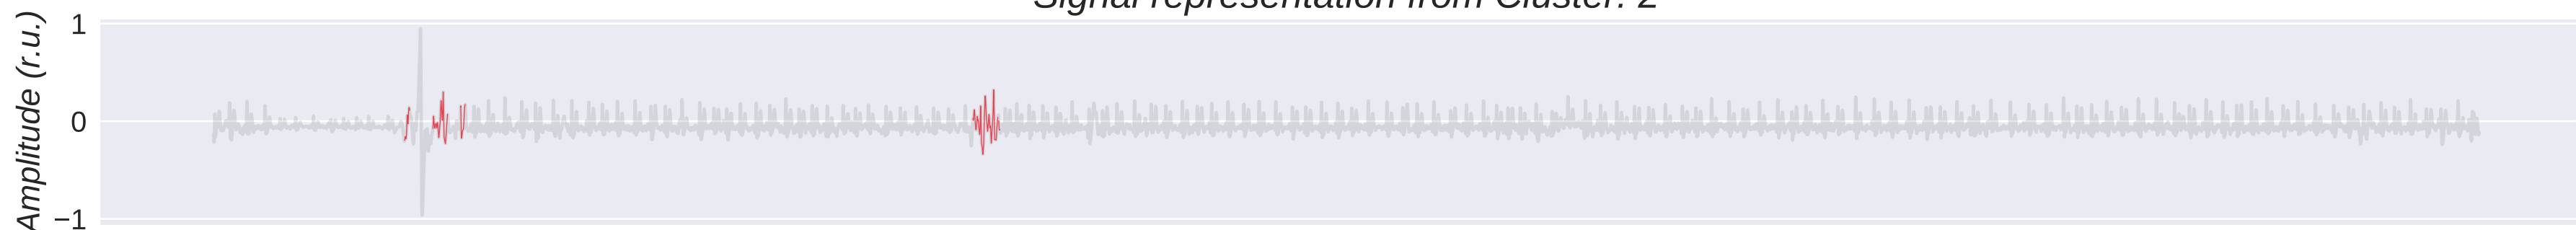 Signal representation from Cluster: 2
Amplitude (r.u.)
1
0
−1